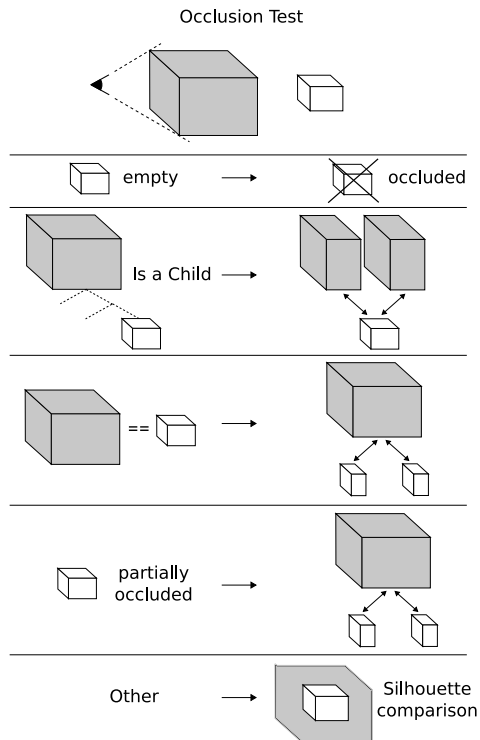 Occlusion Test
empty
occluded
Is a Child
==
partially
occluded
Other
Silhouette
comparison